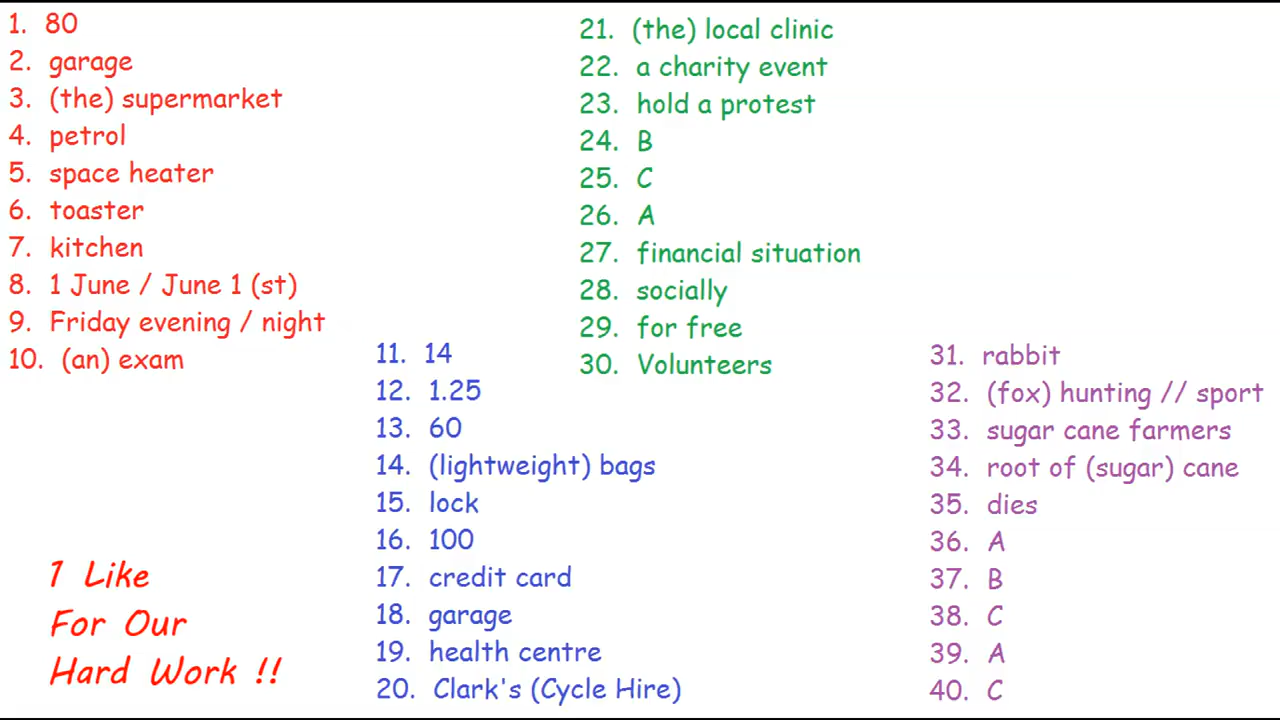 1. 80
2. garage
3. (the) supermarket
4. petrol
5. space heater
6. toaster
7. kitchen
8. 1 June / June 1 (st)
9. Friday evening / night
10. (an) exam
11. 14
12. 1.25
13. 60
14. (lightweight) bags
15. lock
16. 100
17. credit card
18. garage
19. health centre
20. Clark's (Cycle Hire)
21. (the) local clinic
22. a charity event
23. hold a protest
24. B
25. C
26. A
27. financial situation
28. socially
29. for free
30. Volunteers
31. rabbit
32. (fox) hunting // sport
33. sugar cane farmers
34. root of (sugar) cane
35. dies
36. A
37. B
38. C
39. A
40. C
1 Like
For Our
Hard Work !!